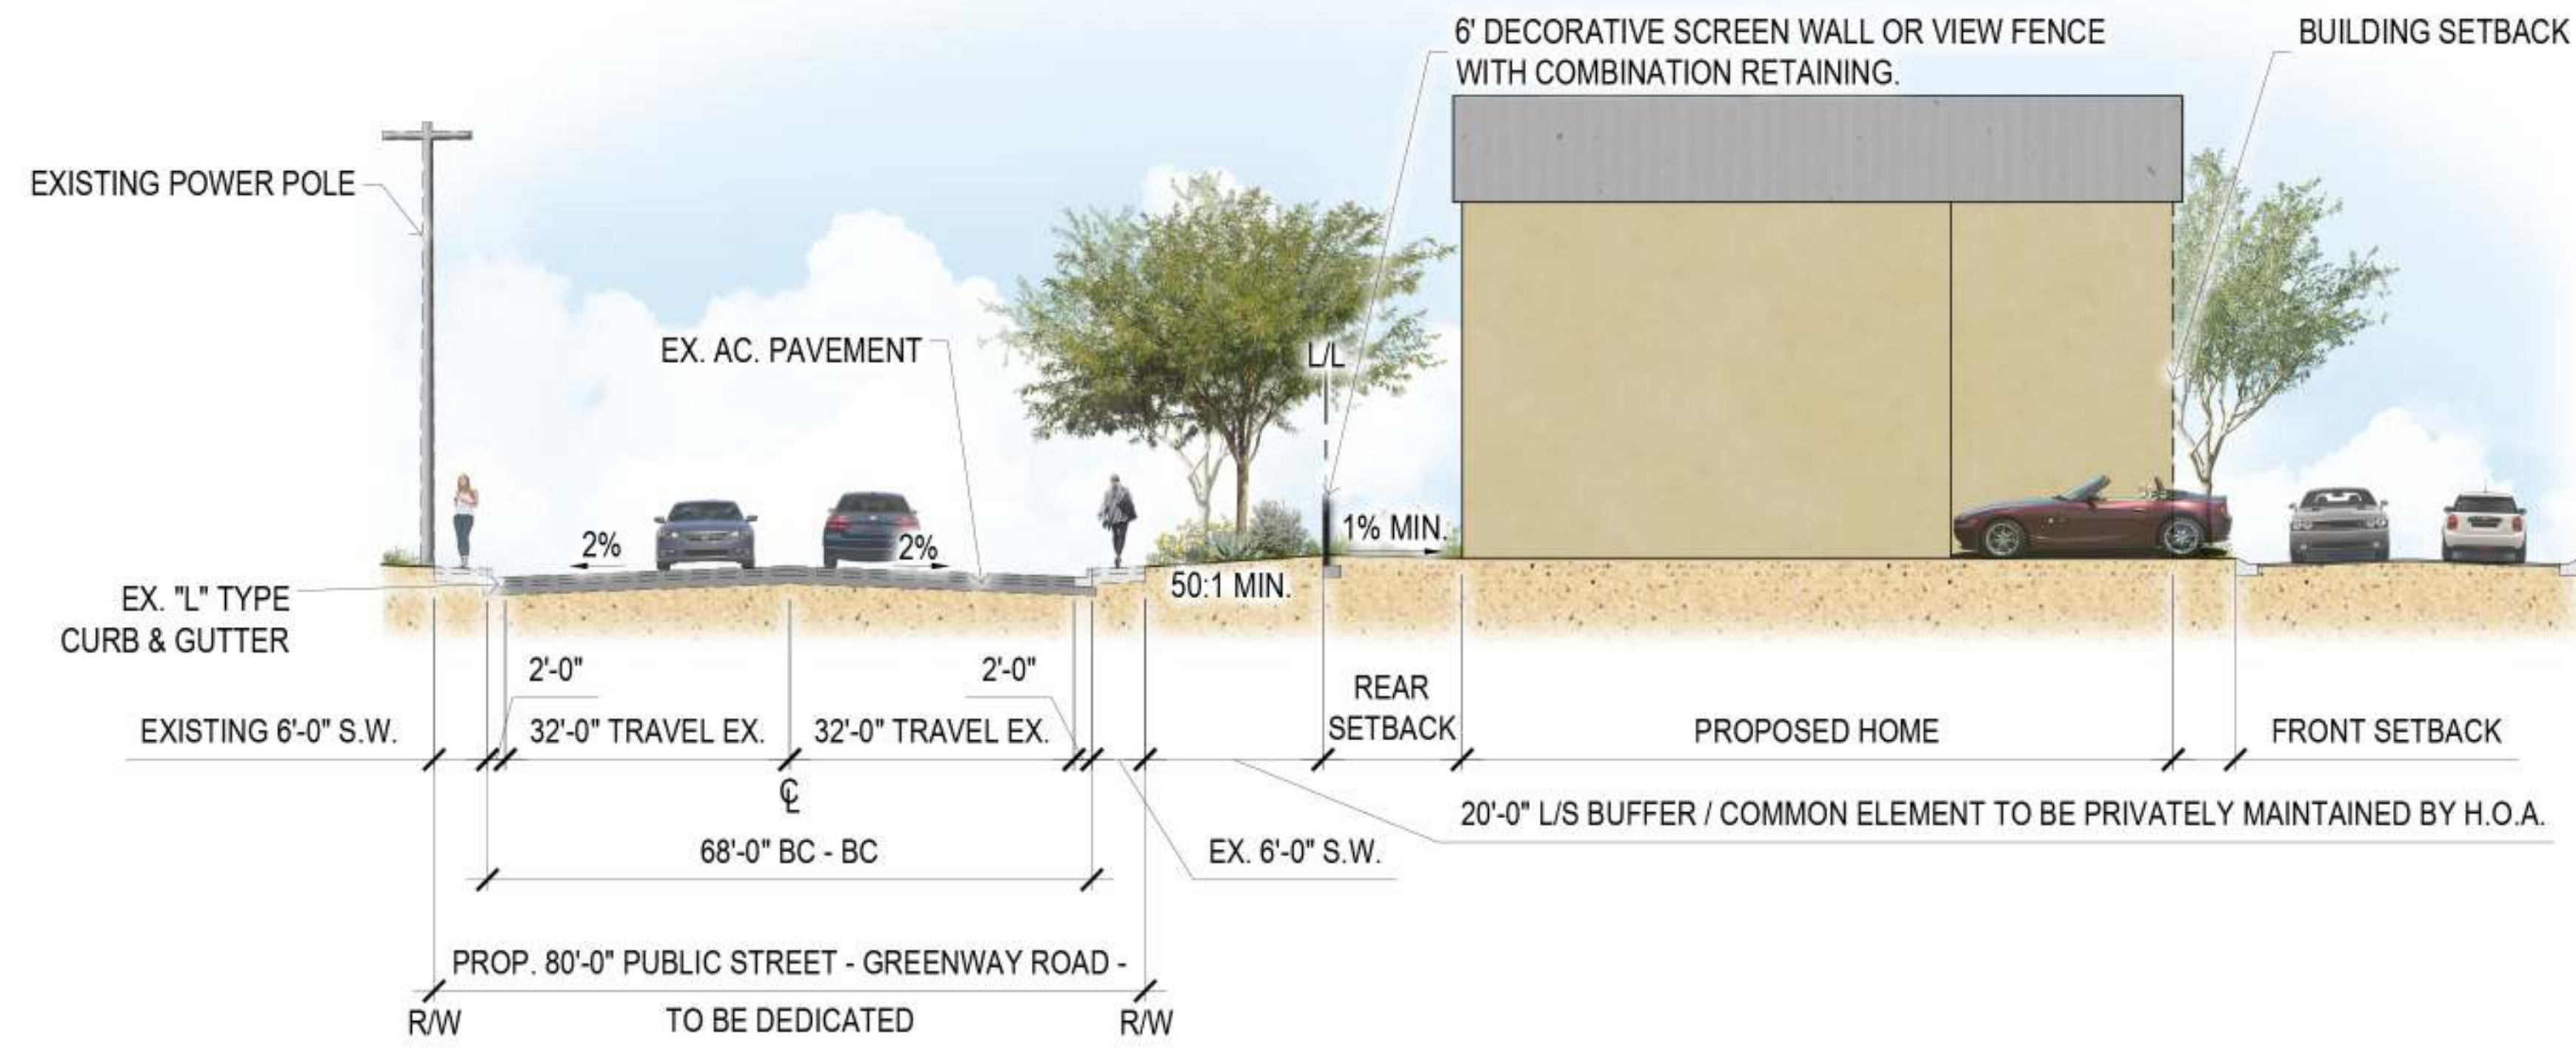 6' DECORATIVE SCREEN WALL OR VIEW FENCE
WITH COMBINATION RETAINING.
BUILDING SETBACK
EXISTING POWER POLE
EX. AC. PAVEMENT
L/L
2%
2%
1% MIN.
50:1 MIN.
EX. "L" TYPE
CURB & GUTTER
2'-0"
2'-0"
REAR
SETBACK
EXISTING 6'-0" S.W.
32'-0" TRAVEL EX.
32'-0" TRAVEL EX.
PROPOSED HOME
FRONT SETBACK
℄
20'-0" L/S BUFFER / COMMON ELEMENT TO BE PRIVATELY MAINTAINED BY H.O.A.
68'-0" BC - BC
EX. 6'-0" S.W.
PROP. 80'-0" PUBLIC STREET - GREENWAY ROAD -
TO BE DEDICATED
R/W
R/W